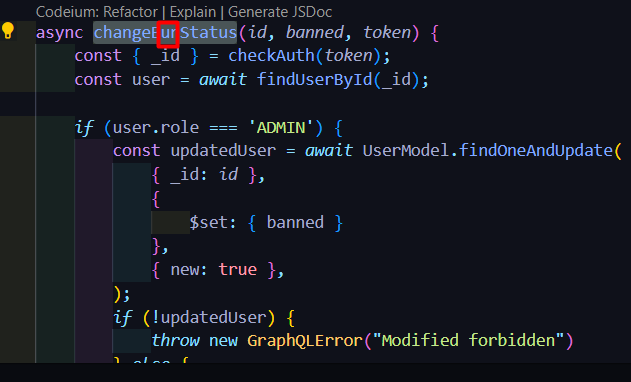 Codeium: Refactor | Explain | Generate JSDoc
async changeEurStatus(id, banned, token) {
const { _id } = checkAuth(token);
const user = await findUserById(_id);
if (user.role === 'ADMIN') {
const updatedUser = await UserModel.findOneAndUpdate(
{ _id: id },
{
$set: { banned }
},
{ new: true },
);
if (!updatedUser) {
throw new GraphQLError("Modified forbidden")
} else {